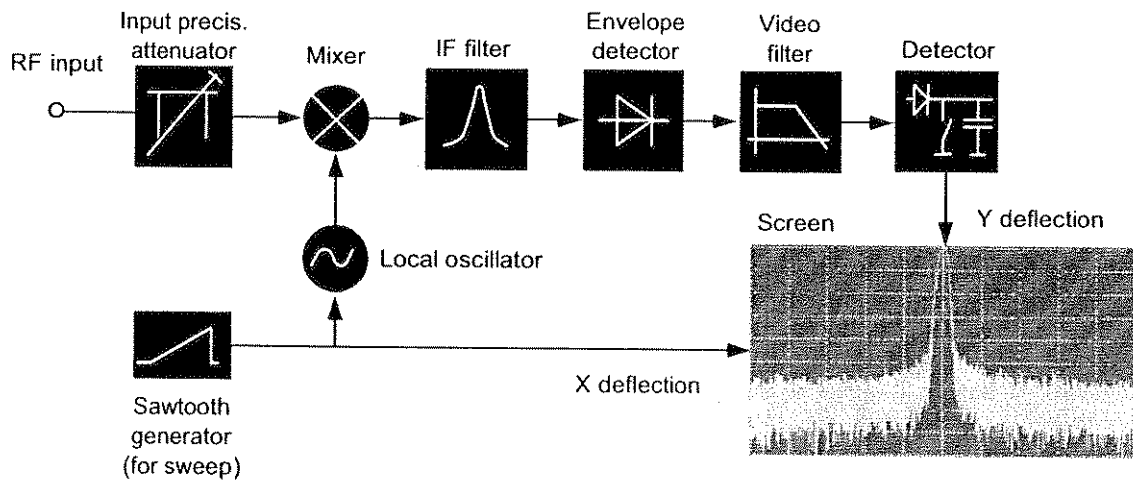 Input precis.
attenuator
RF input
Mixer
IF filter
Envelope
detector
Video
filter
Detector
Screen
Y deflection
Local oscillator
X deflection
Sawtooth
generator
(for sweep)